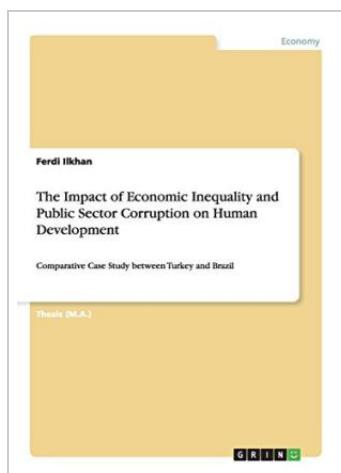 Economy
Ferdi Ilkhan
The Impact of Economic Inequality and
Public Sector Corruption on Human
Development
Comparative Case Study between Turkey and Brazil
Thesis (M.A.)
GRIN